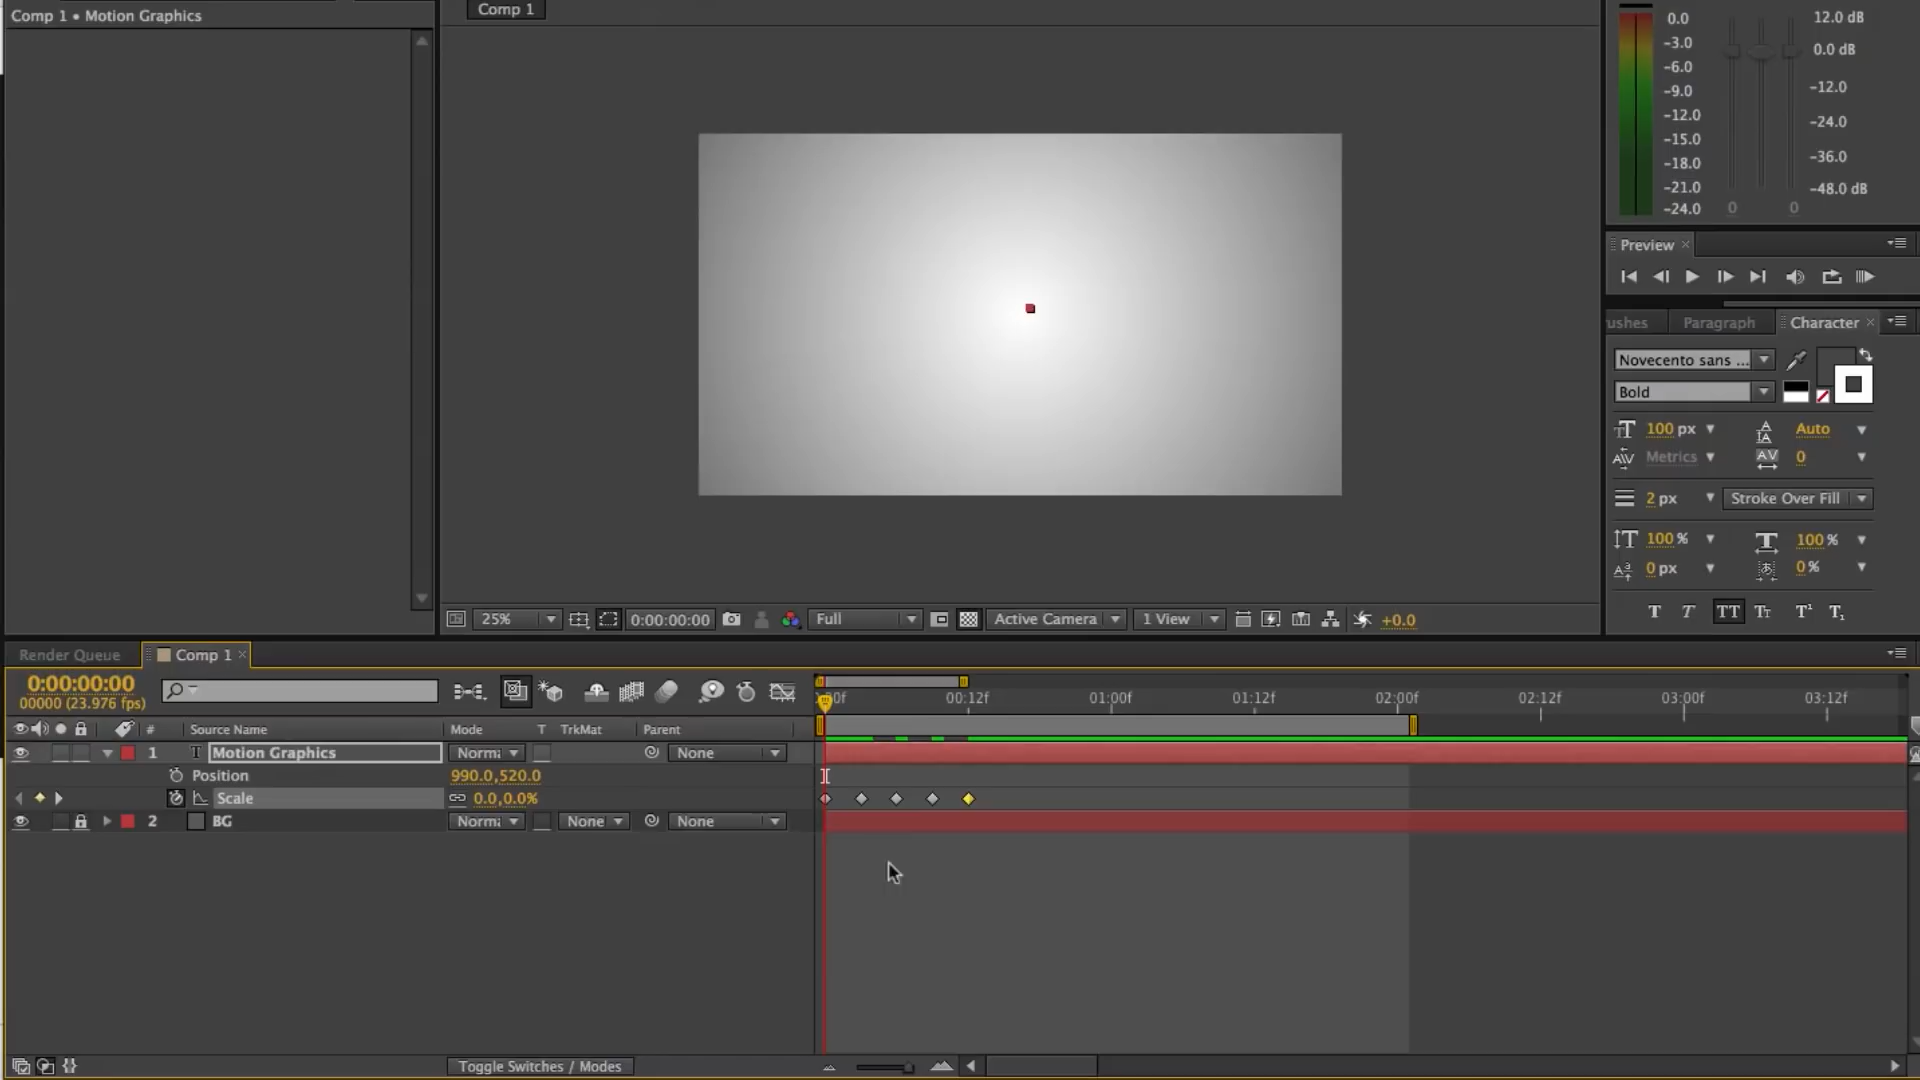 Comp 1 • Motion Graphics
Comp 1
0.0
-3.0
-6.0
-9.0
-12.0
-15.0
-18.0
-21.0
-24.0
12.0 dB
0.0 dB
-12.0
-24.0
-36.0
-48.0 dB
0
0
Preview
rushes
Paragraph
Character
Novecento sans ...
Bold
100 px
Auto
Metrics
0
2 px
Stroke Over Fill
100 %
100 %
0 px
0 %
25%
0:00:00:00
Full
Active Camera
1 View
+0.0
Render Queue
Comp 1
0:00:00:00
00000 (23.976 fps)
00:12f
01:00f
01:12f
02:00f
02:12f
03:00f
03:12f
#
Source Name
Mode
T
TrkMat
Parent
1
T
Motion Graphics
Norma
None
Position
990.0,520.0
Scale
0.0,0.0%
2
BG
Norma
None
None
Toggle Switches / Modes